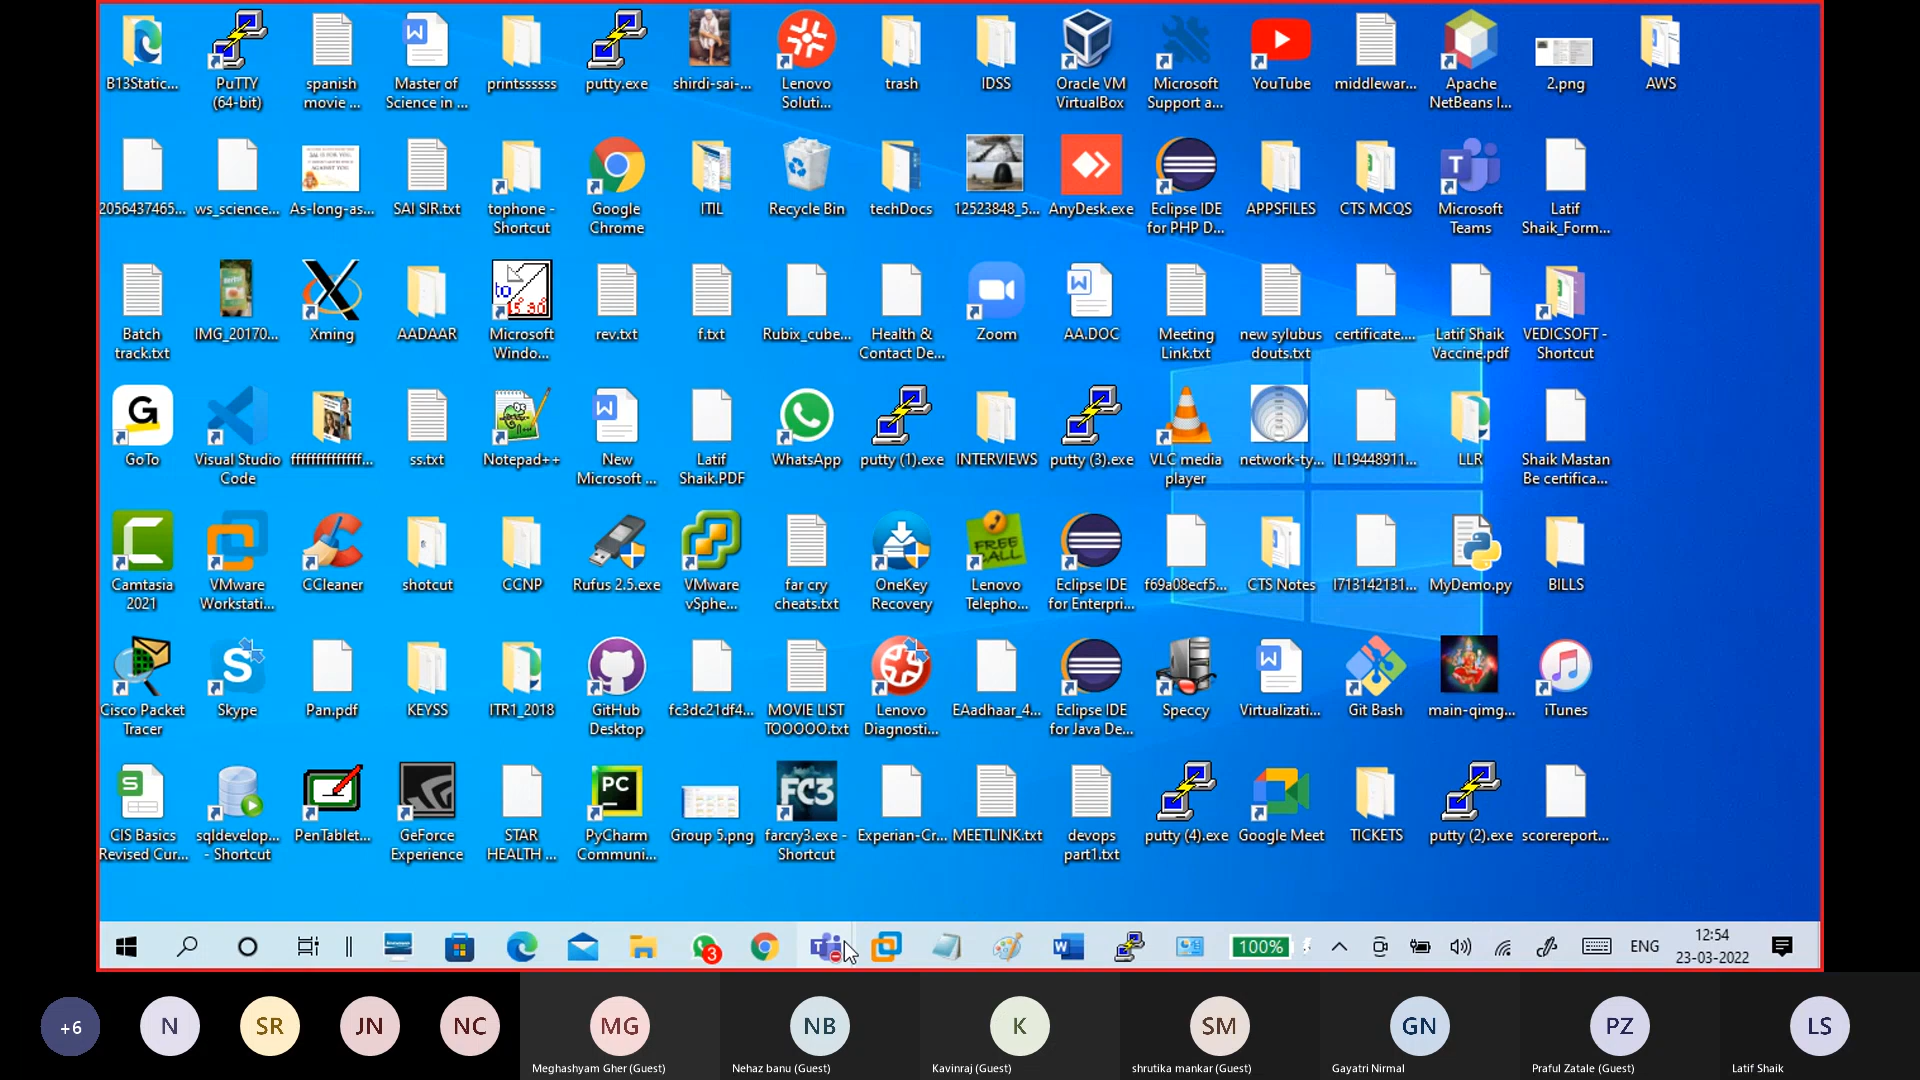 B13Static...
PuTTY
(64-bit)
spanish
movie ...
Master of
Science in ...
printssssss
putty.exe
shirdi-sai-...
Lenovo
Soluti...
trash
IDSS
Oracle VM
VirtualBox
Microsoft
Support a...
YouTube
middlewar...
Apache
NetBeans I...
2.png
AWS
2056437465...
ws_science...
As-long-as...
SAI SIR.txt
tophone -
Shortcut
Google
Chrome
ITIL
Recycle Bin
techDocs
12523848_5...
AnyDesk.exe
Eclipse IDE
for PHP D...
APPSFILES
CTS MCQS
Microsoft
Teams
Latif
Shaik_Form...
Batch
track.txt
IMG_20170...
Xming
AADAAR
Microsoft
Windo...
rev.txt
f.txt
Rubix_cube...
Health &
Contact De...
Zoom
AA.DOC
Meeting
Link.txt
new sylubus
douts.txt
certificate....
Latif Shaik
Vaccine.pdf
VEDICSOFT -
Shortcut
GoTo
Visual Studio
Code
ffffffffffffff...
ss.txt
Notepad++
New
Microsoft ...
Latif
Shaik.PDF
WhatsApp
putty (1).exe
INTERVIEWS
putty (3).exe
VLC media
player
network-ty...
IL19448911...
LLR
Shaik Mastan
Be certifica...
Camtasia
2021
VMware
Workstati...
CCleaner
shotcut
CCNP
Rufus 2.5.exe
VMware
vSphe...
far cry
cheats.txt
OneKey
Recovery
FREE
CALL
Lenovo
Telepho...
Eclipse IDE
for Enterpri...
f69a08ecf5...
CTS Notes
1713142131...
MyDemo.py
BILLS
Cisco Packet
Tracer
Skype
Pan.pdf
KEYSS
ITR1_2018
GitHub
Desktop
fc3dc21df4...
MOVIE LIST
TOOOOO.txt
Lenovo
Diagnosti...
EAadhaar_4...
Eclipse IDE
for Java De...
Speccy
Virtualizati...
Git Bash
main-qimg...
iTunes
CIS Basics
Revised Cur...
sqldevelop...
- Shortcut
PenTablet...
GeForce
Experience
STAR
HEALTH ...
PC
PyCharm
Communi...
Group 5.png
FC3
farcry3.exe -
Shortcut
Experian-Cr...
MEETLINK.txt
devops
part1.txt
putty (4).exe
Google Meet
TICKETS
putty (2).exe
scorereport...
3
100%
ENG
12:54
23-03-2022
+6
N
SR
JN
NC
MG
NB
K
SM
GN
PZ
LS
Meghashyam Gher (Guest)
Nehaz banu (Guest)
Kavinraj (Guest)
shrutika mankar (Guest)
Gayatri Nirmal
Praful Zatale (Guest)
Latif Shaik